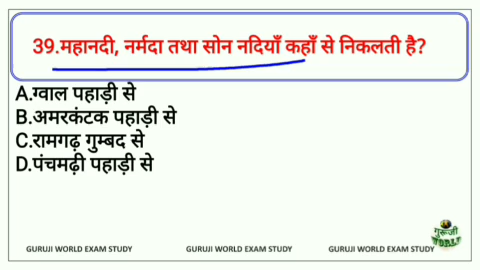 39.महानदी, नर्मदा तथा सोन नदियाँ कहाँ से निकलती है?
A.ग्वाल पहाड़ी से
B.अमरकंटक पहाड़ी से
C.रामगढ़ गुम्बद से
D.पंचमढ़ी पहाड़ी से
गुरूजी
WORLD
GURUJI WORLD EXAM STUDY GURUJI WORLD EXAM STUDY GURUJI WORLD EXAM STUDY